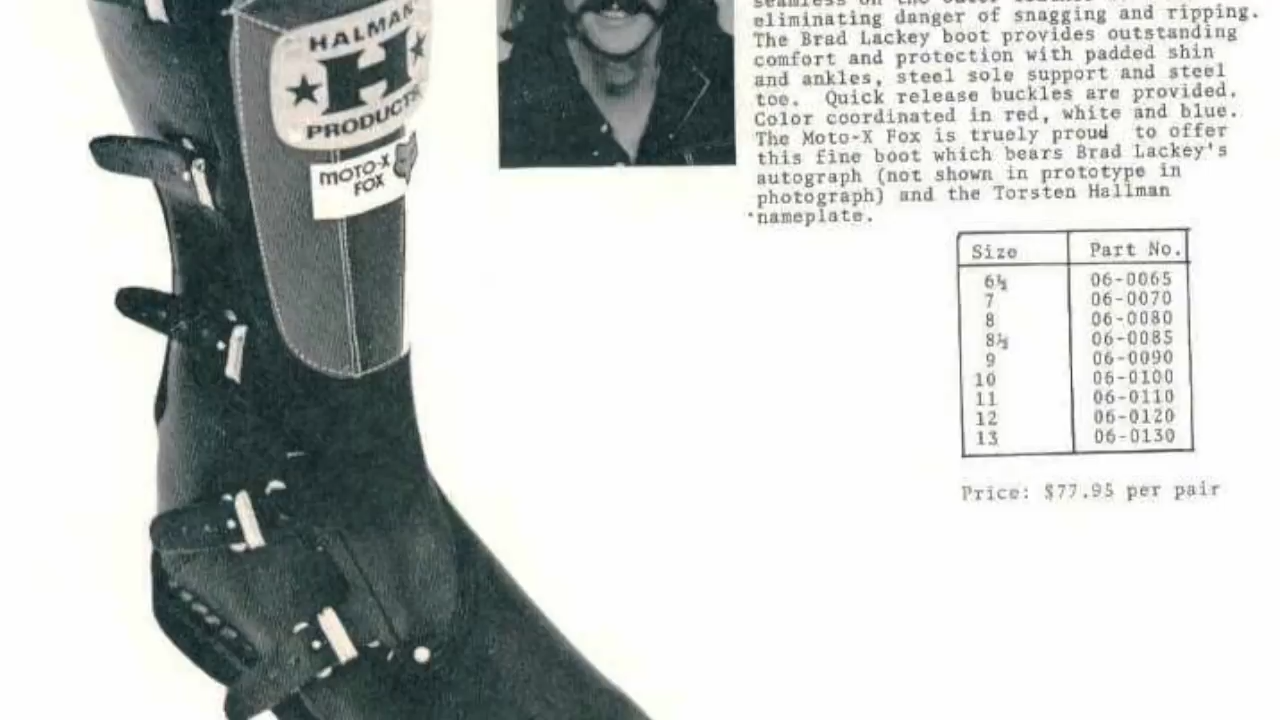 HALMAN
H
PRODUCTS
MOTO-X
FOX
eliminating danger of snagging and ripping.
The Brad Lackey boot provides outstanding
comfort and protection with padded shin
and ankles, steel sole support and steel
toe. Quick release buckles are provided.
Color coordinated in red, white and blue.
The Moto-X Fox is truely proud to offer
this fine boot which bears Brad Lackey's
autograph (not shown in prototype in
photograph) and the Torsten Hallman
nameplate.
Size Part No.
6½ 06-0065
7 06-0070
8 06-0080
8½ 06-0085
9 06-0090
10 06-0100
11 06-0110
12 06-0120
13 06-0130
Price: $77.95 per pair